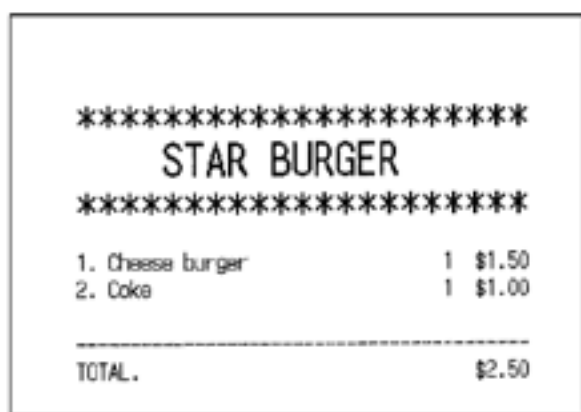 *********************
STAR BURGER
*********************
1. Cheese burger 1 $1.50
2. Coke 1 $1.00
--------------------------------------------
TOTAL. $2.50